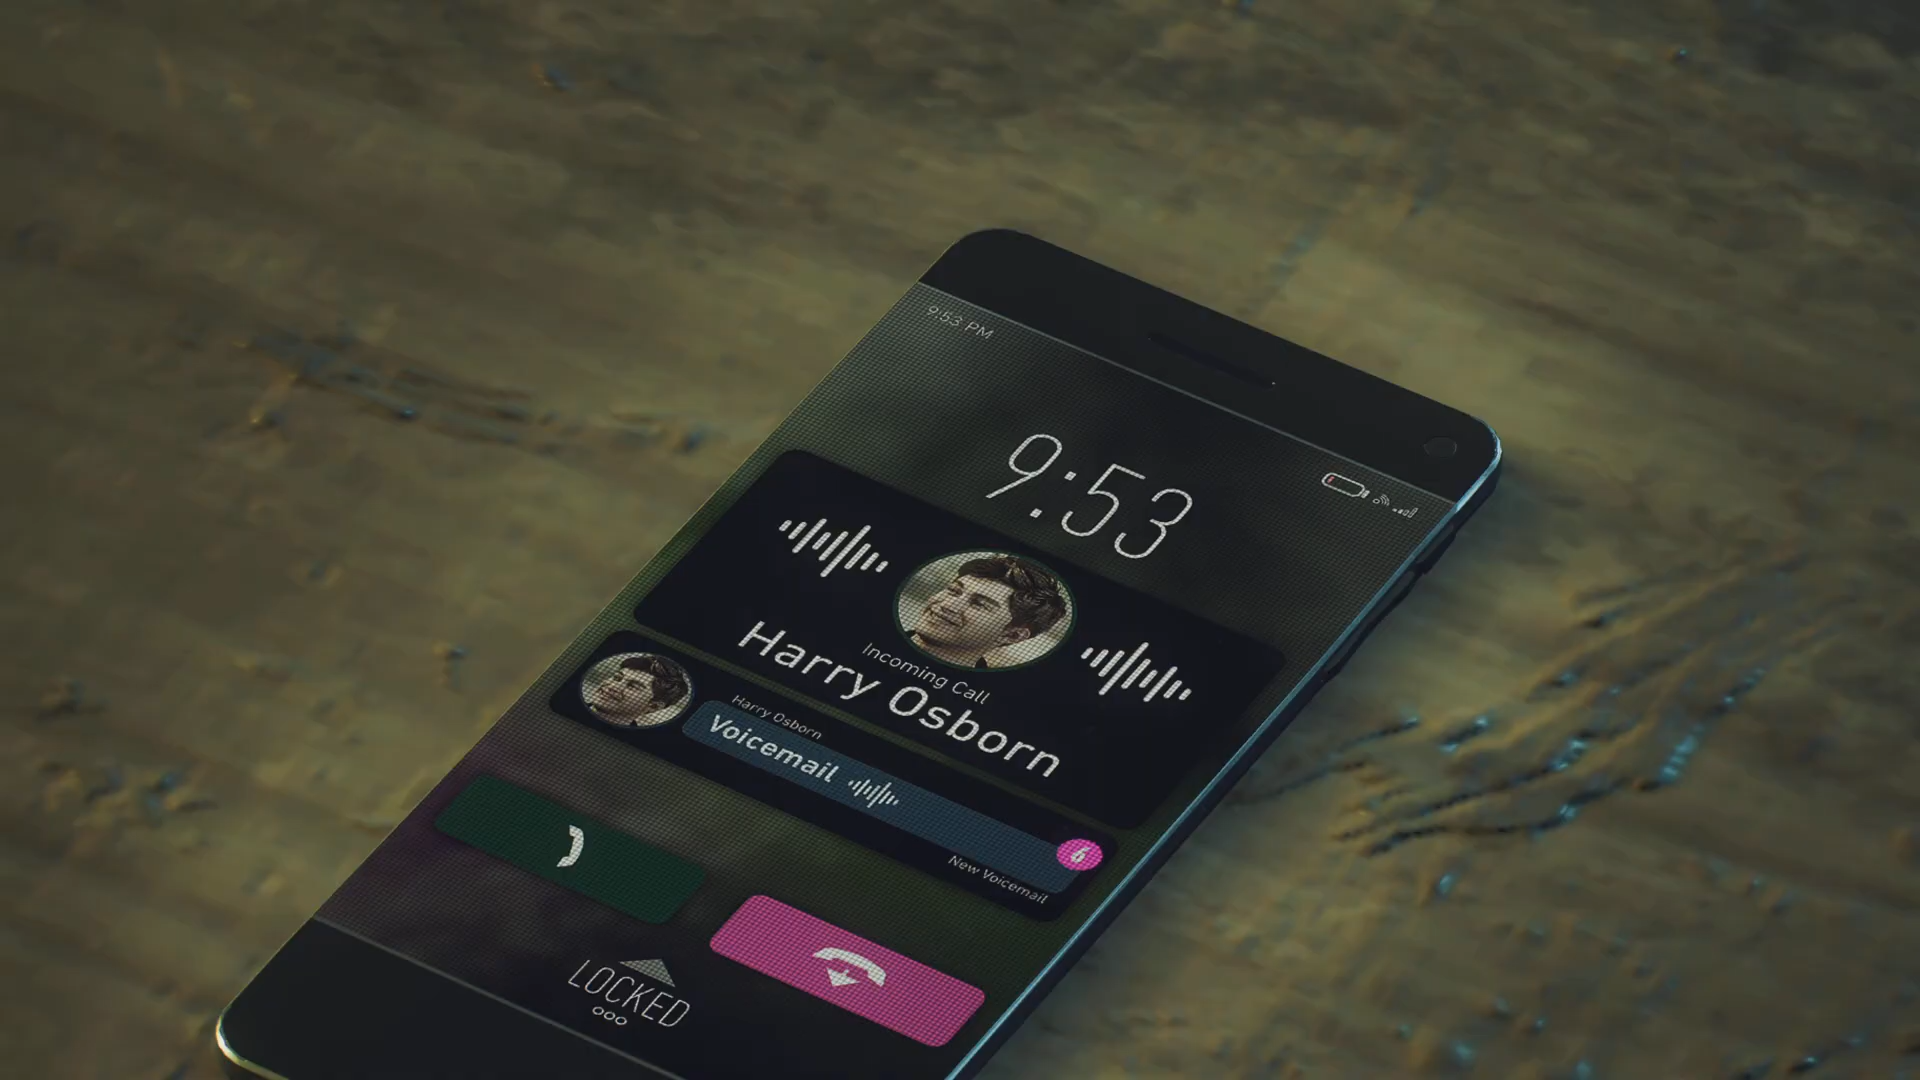 9:53 PM
9:53
Incoming Call
Harry Osborn
Harry Osborn
Voicemail
6
New Voicemail
LOCKED